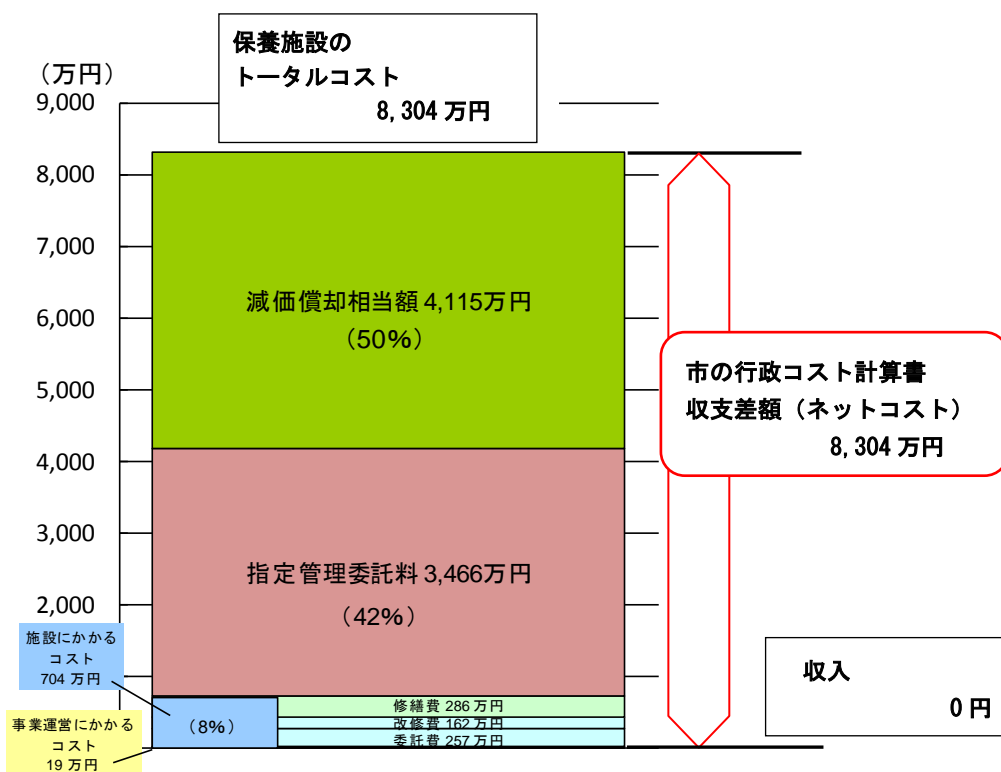 保養施設の
トータルコスト
8,304 万円
（万円）
9,000
8,000
7,000
6,000
5,000
4,000
3,000
2,000
減価償却相当額 4,115万円
（50%）
指定管理委託料 3,466万円
（42%）
市の行政コスト計算書
収支差額（ネットコスト）
8,304 万円
施設にかかる
コスト
704 万円
（8%）
修繕費 286 万円
改修費 162 万円
委託費 257 万円
事業運営にかかる
コスト
19 万円
収入
0 円